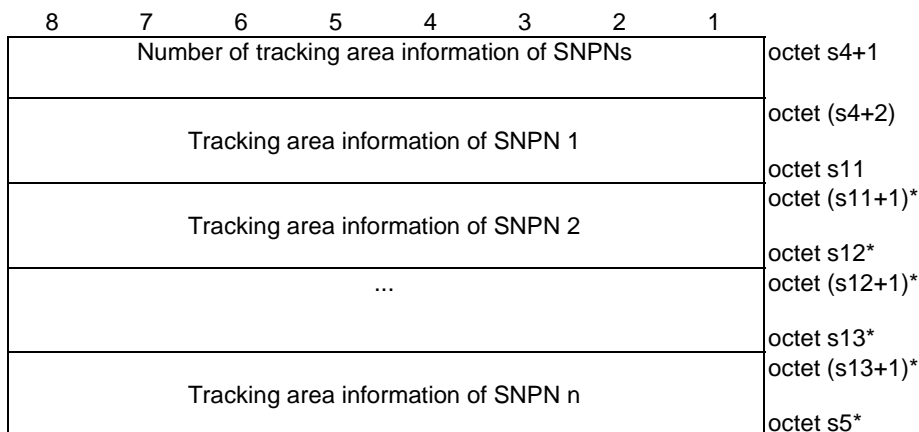 8 7 6 5 4 3 2 1
Number of tracking area information of SNPNs octet s4+1
octet (s4+2)
Tracking area information of SNPN 1
octet s11
octet (s11+1)*
Tracking area information of SNPN 2
octet s12*
... octet (s12+1)*
octet s13*
octet (s13+1)*
Tracking area information of SNPN n
octet s5*